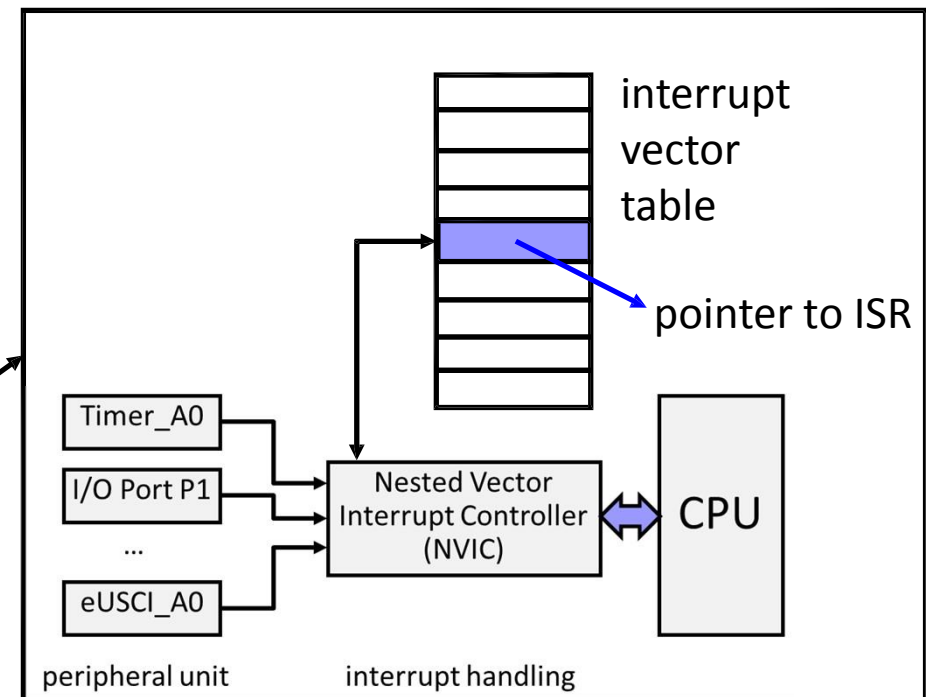 interrupt
vector
table
pointer to ISR
Timer_A0
I/O Port P1
...
eUSCI_A0
Nested Vector
Interrupt Controller
(NVIC)
CPU
peripheral unit
interrupt handling